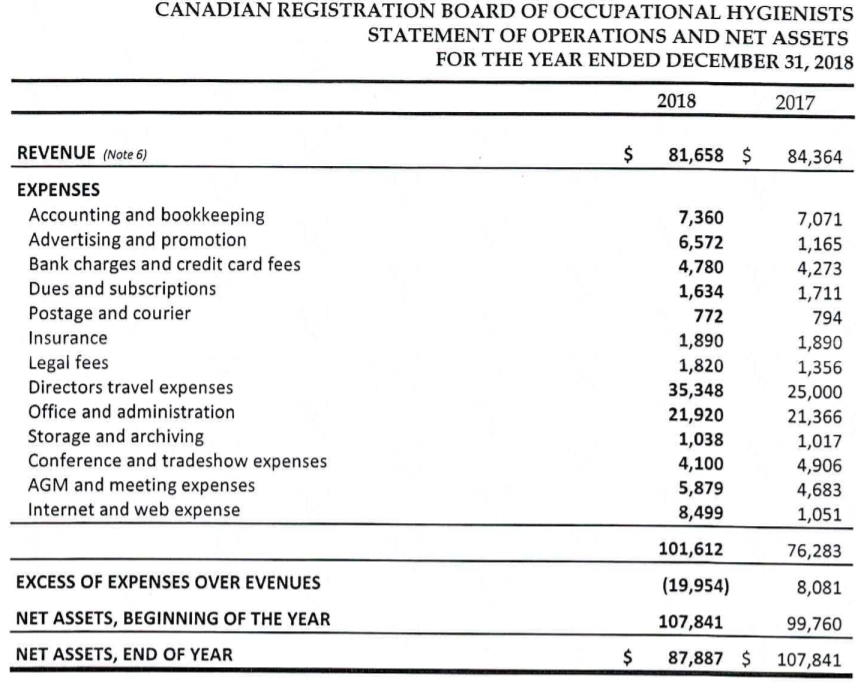 CANADIAN REGISTRATION BOARD OF OCCUPATIONAL HYGIENISTS
STATEMENT OF OPERATIONS AND NET ASSETS
FOR THE YEAR ENDED DECEMBER 31, 2018
2018 2017
REVENUE (Note 6) $ 81,658 $ 84,364
EXPENSES
Accounting and bookkeeping 7,360 7,071
Advertising and promotion 6,572 1,165
Bank charges and credit card fees 4,780 4,273
Dues and subscriptions 1,634 1,711
Postage and courier 772 794
Insurance 1,890 1,890
Legal fees 1,820 1,356
Directors travel expenses 35,348 25,000
Office and administration 21,920 21,366
Storage and archiving 1,038 1,017
Conference and tradeshow expenses 4,100 4,906
AGM and meeting expenses 5,879 4,683
Internet and web expense 8,499 1,051
101,612 76,283
EXCESS OF EXPENSES OVER EVENUES (19,954) 8,081
NET ASSETS, BEGINNING OF THE YEAR 107,841 99,760
NET ASSETS, END OF YEAR $ 87,887 $ 107,841